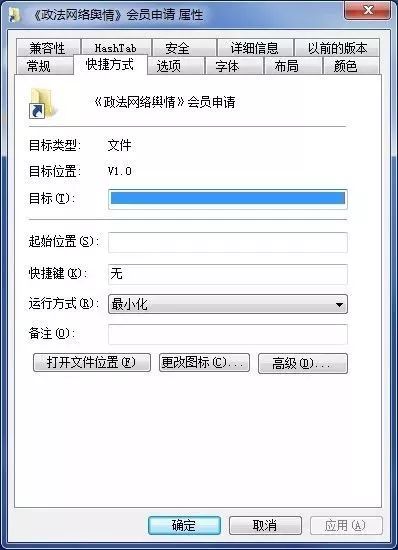 《政法网络舆情》会员申请 属性
兼容性 HashTab 安全 详细信息 以前的版本
常规 快捷方式 选项 字体 布局 颜色
《政法网络舆情》会员申请
目标类型: 文件
目标位置: V1.0
目标(T):
起始位置(S):
快捷键(K): 无
运行方式(R): 最小化
备注(O):
打开文件位置(F) 更改图标(C)... 高级(D)...
确定 取消 应用(A)